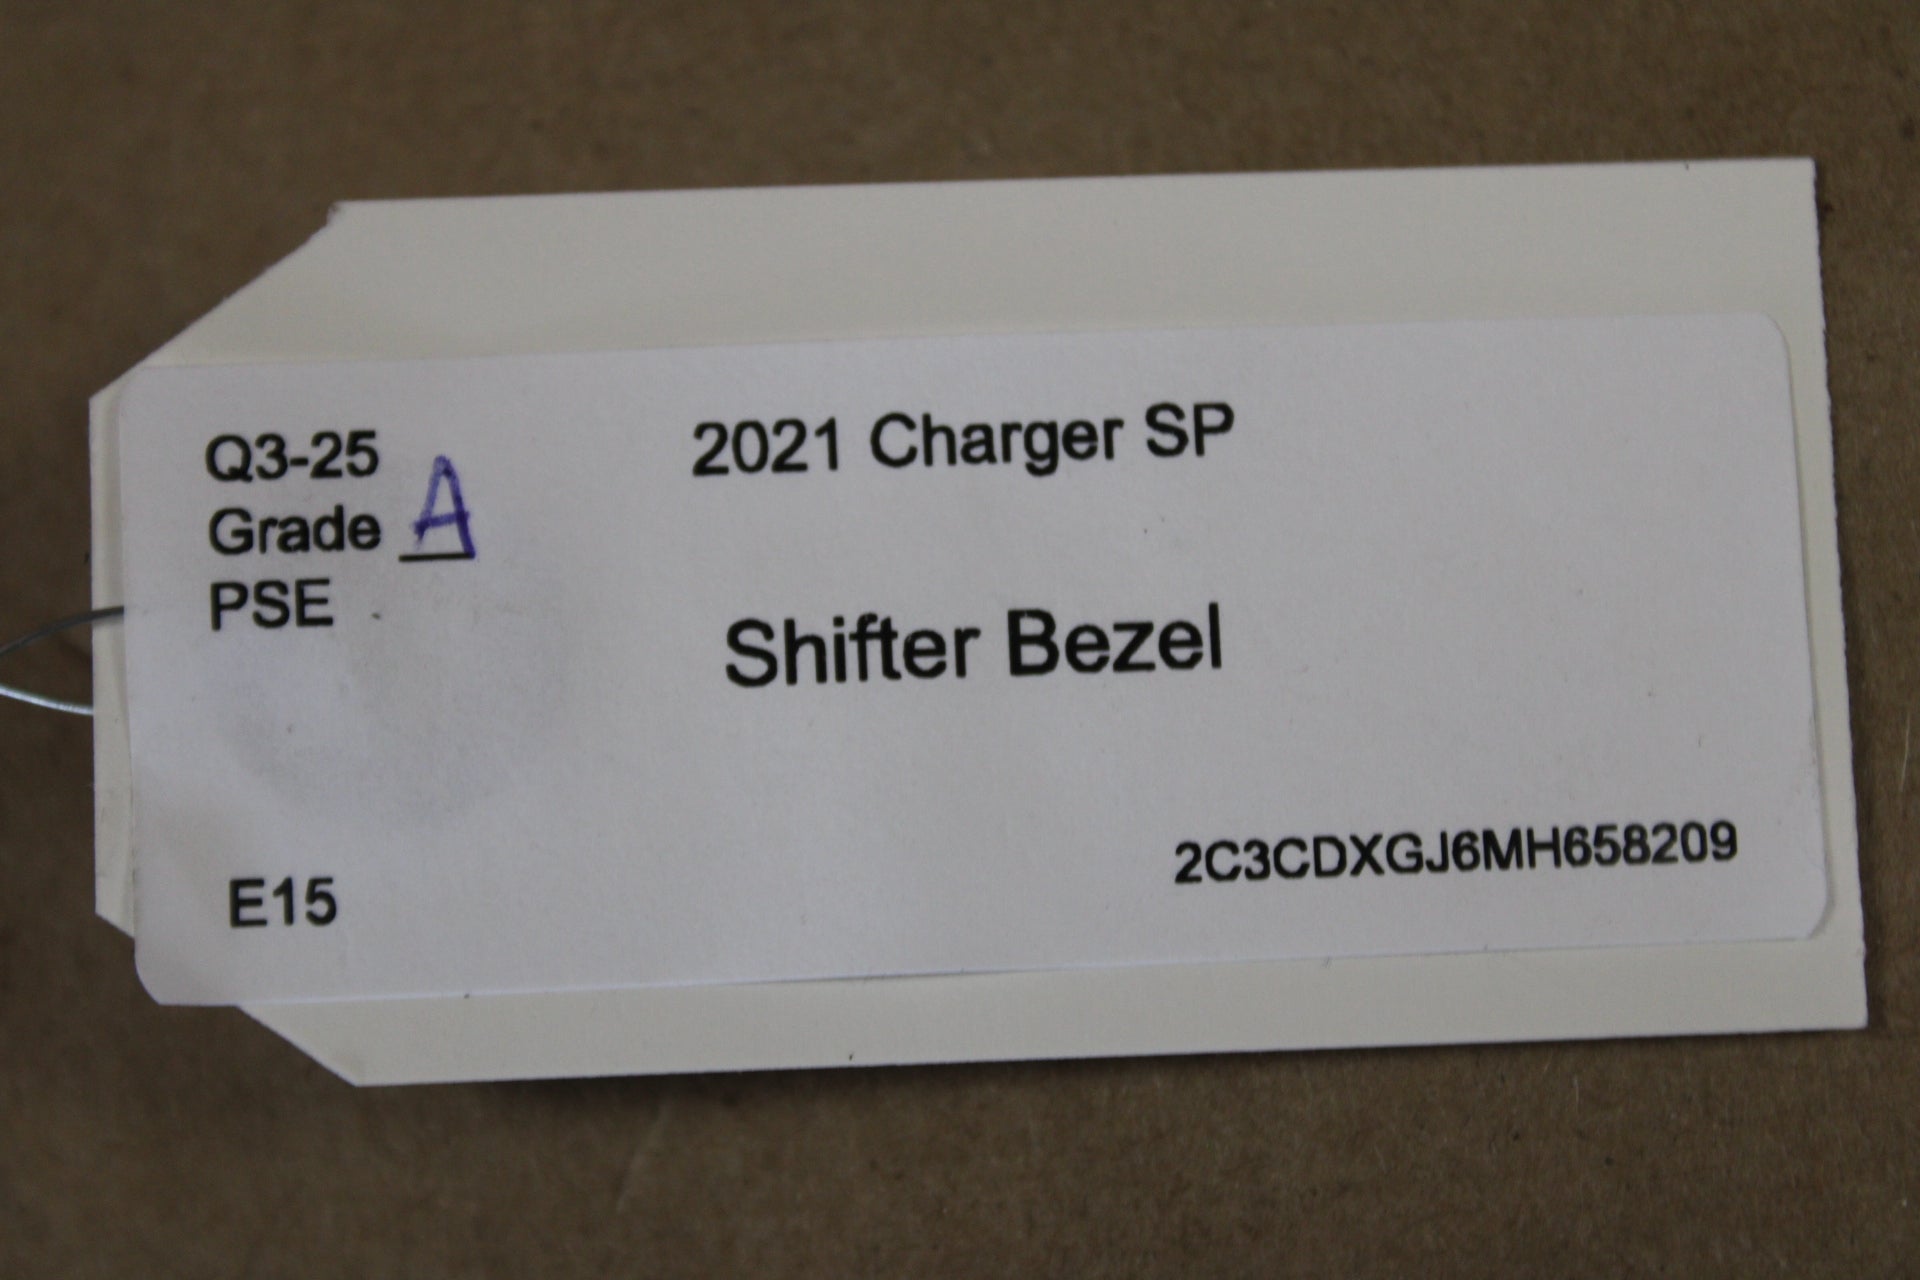 Q3-25
Grade A
PSE
2021 Charger SP
Shifter Bezel
E15
2C3CDXGJ6MH658209